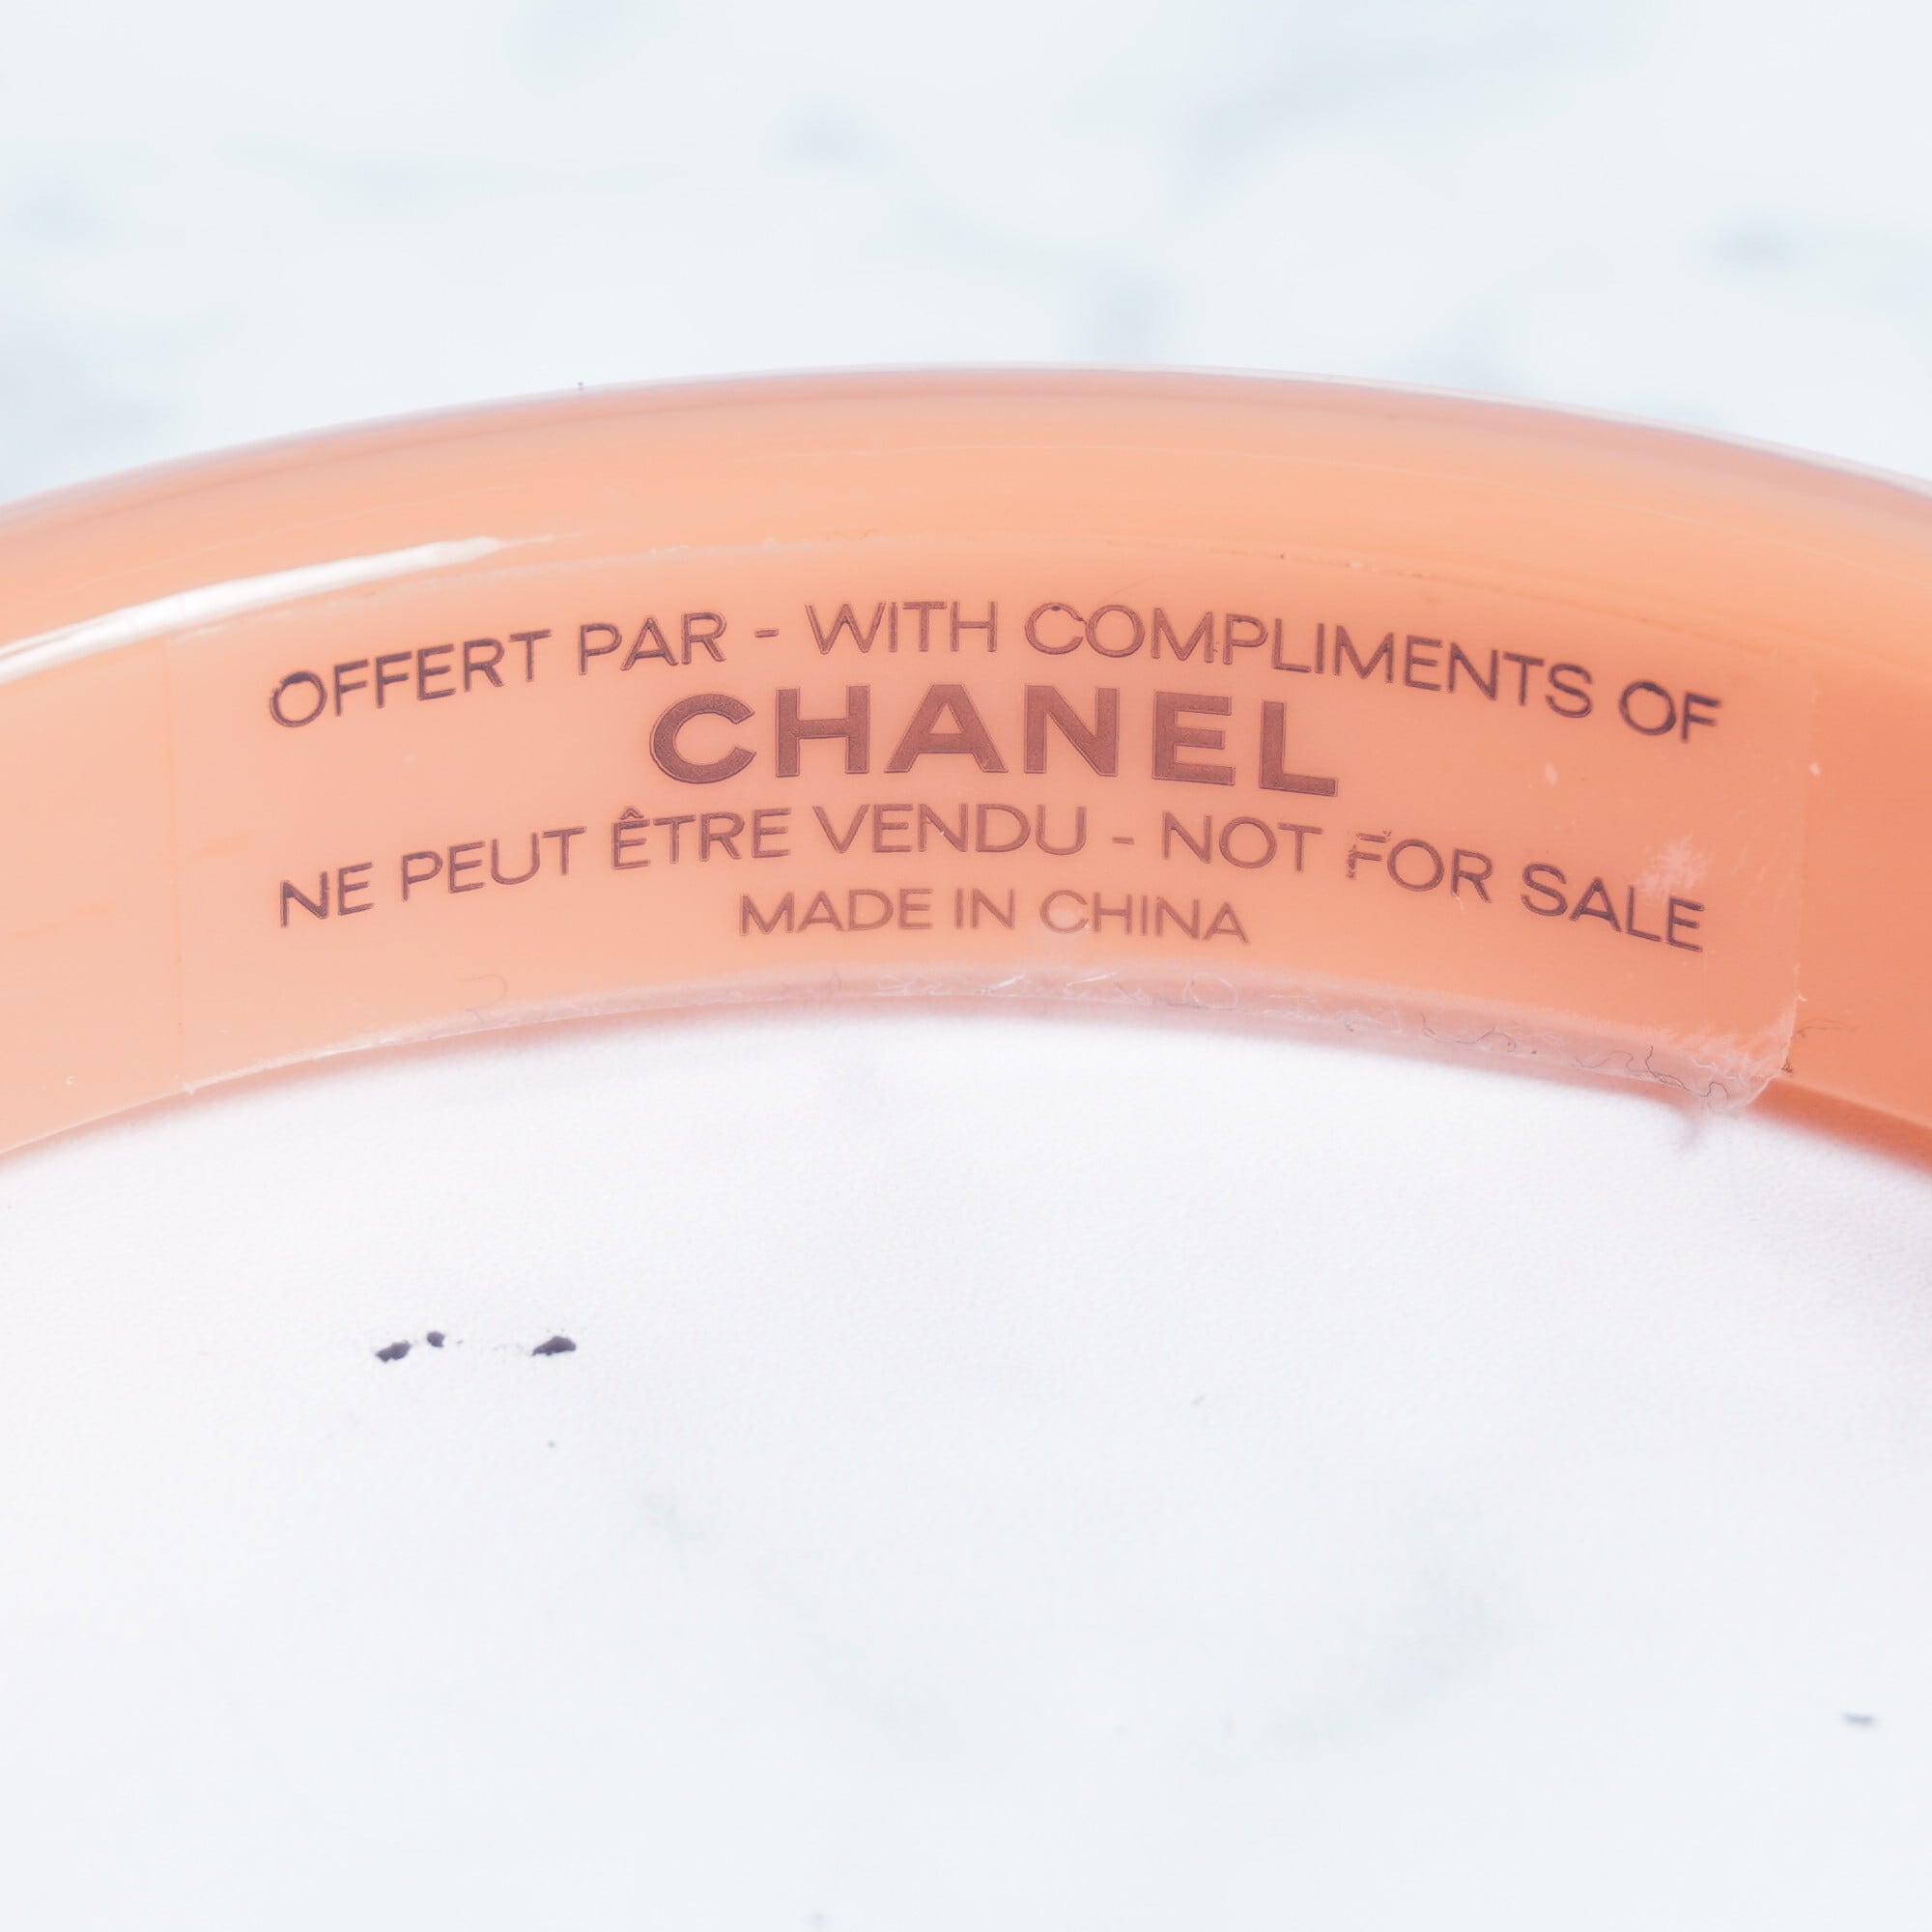 OFFERT PAR - WITH COMPLIMENTS OF
CHANEL
NE PEUT ÊTRE VENDU - NOT FOR SALE
MADE IN CHINA